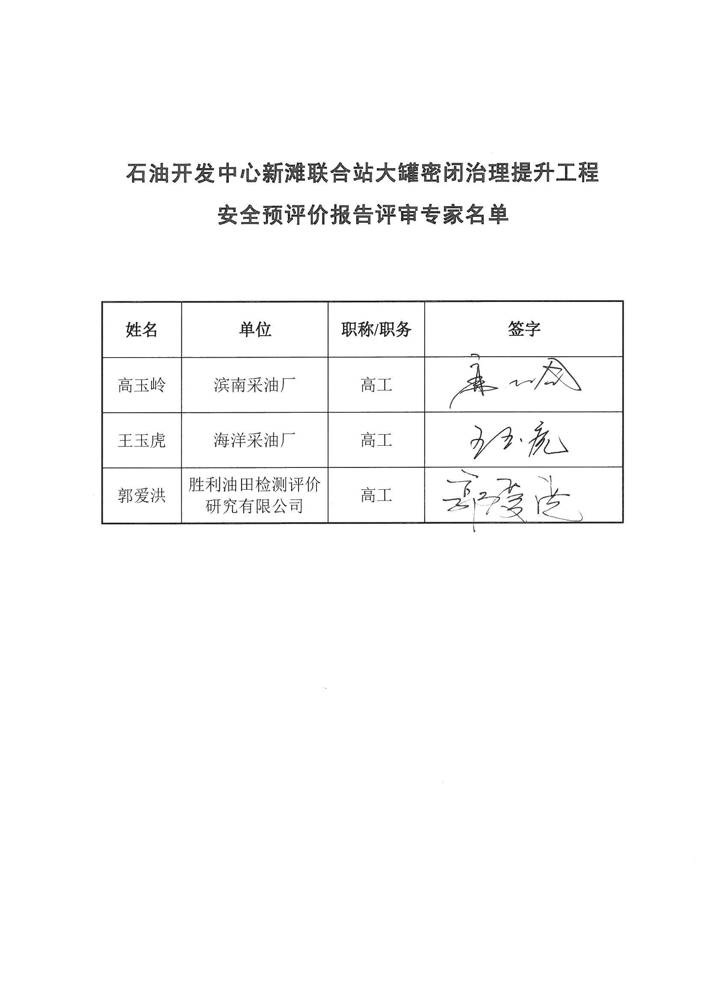 石油开发中心新滩联合站大罐密闭治理提升工程
安全预评价报告评审专家名单
姓名 单位 职称/职务 签字
高玉岭 滨南采油厂 高工
王玉虎 海洋采油厂 高工 王玉虎
郭爱洪 胜利油田检测评价 高工 郭爱洪
研究有限公司